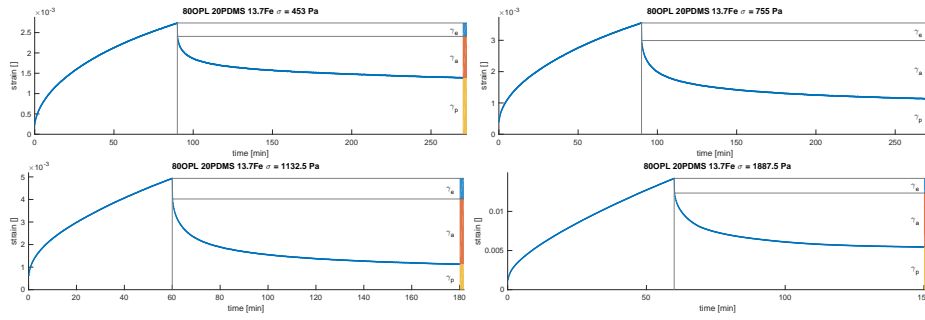 80OPL 20PDMS 13.7Fe σ = 453 Pa
×10⁻³
2.5
2
1.5
1
0.5
0
strain []
γe
γa
γp
0 50 100 150 200 250
time [min]
80OPL 20PDMS 13.7Fe σ = 755 Pa
×10⁻³
3
2
1
0
strain []
γe
γa
γp
0 50 100 150 200 250
time [min]
80OPL 20PDMS 13.7Fe σ = 1132.5 Pa
×10⁻³
5
4
3
2
1
0
strain []
γe
γa
γp
0 20 40 60 80 100 120 140 160 180
time [min]
80OPL 20PDMS 13.7Fe σ = 1887.5 Pa
0.01
0.005
0
strain []
γe
γa
γp
0 50 100 150
time [min]